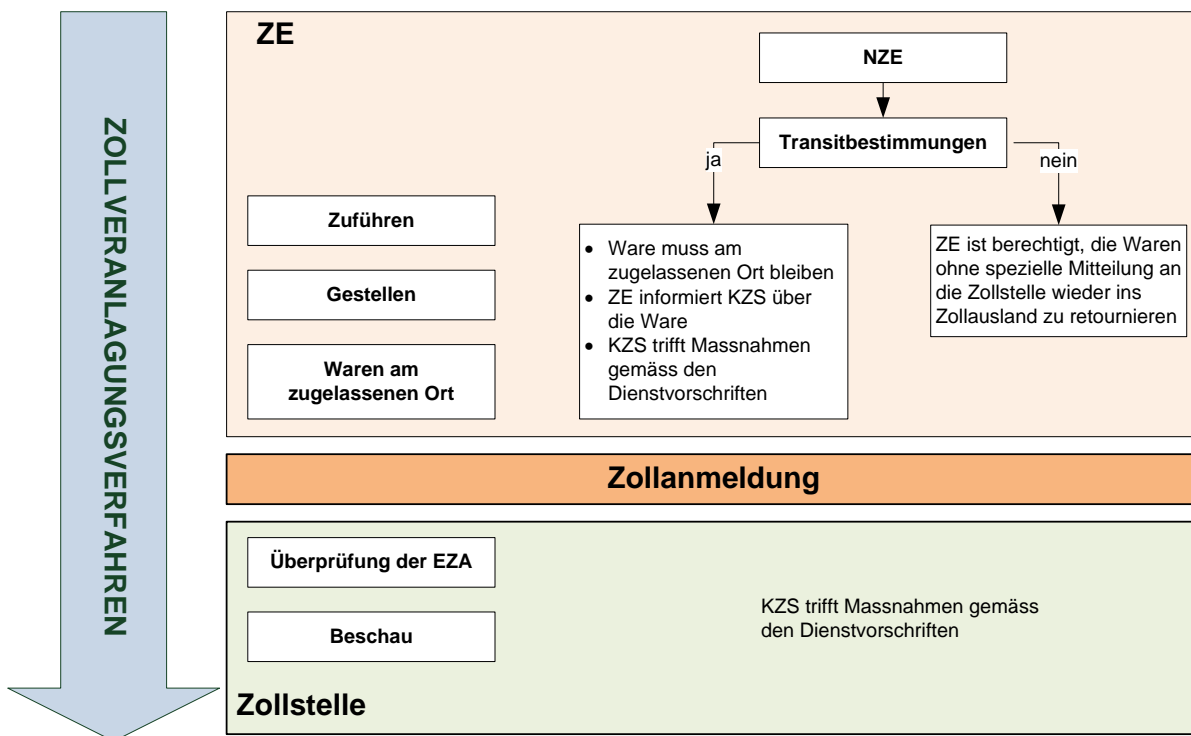 ZOLLVERANLAGUNGSVERFAHREN
ZE
NZE
Transitbestimmungen
ja
nein
Zuführen
Gestellen
Waren am
zugelassenen Ort
• Ware muss am
zugelassenen Ort bleiben
• ZE informiert KZS über
die Ware
• KZS trifft Massnahmen
gemäss den
Dienstvorschriften
ZE ist berechtigt, die Waren
ohne spezielle Mitteilung an
die Zollstelle wieder ins
Zollausland zu retournieren
Zollanmeldung
Überprüfung der EZA
Beschau
KZS trifft Massnahmen gemäss
den Dienstvorschriften
Zollstelle